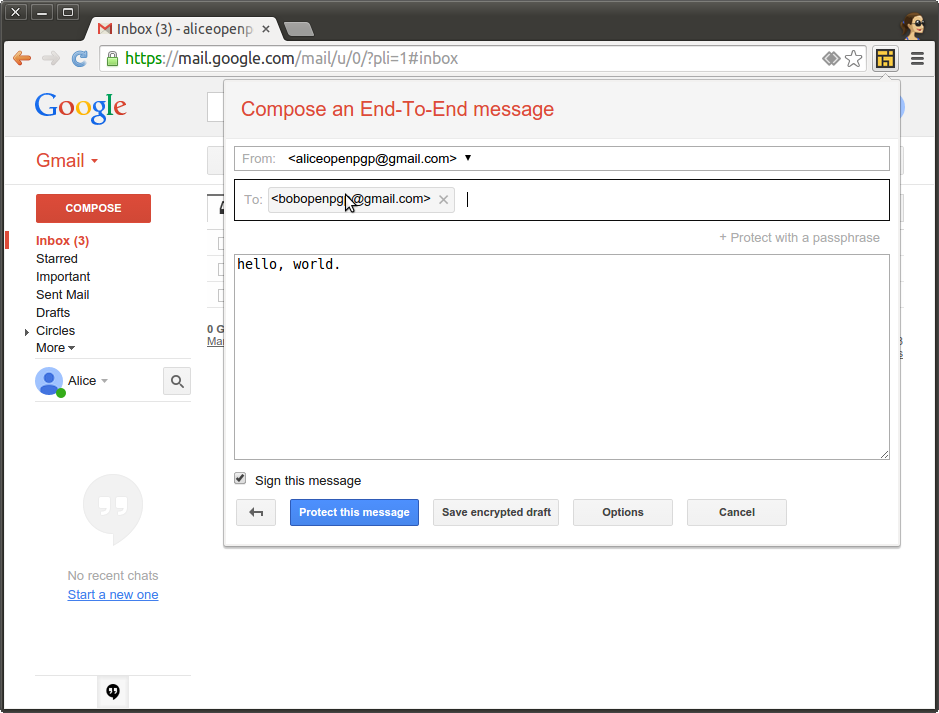 Inbox (3) - aliceopenp
https://mail.google.com/mail/u/0/?pli=1#inbox
Google
Compose an End-To-End message
Gmail
From: <aliceopenpgp@gmail.com>
COMPOSE
To: <bobopenpgp@gmail.com>
+ Protect with a passphrase
Inbox (3)
Starred
Important
Sent Mail
Drafts
Circles
More
hello, world.
0 G
Alice
Sign this message
Protect this message
Save encrypted draft
Options
Cancel
No recent chats
Start a new one